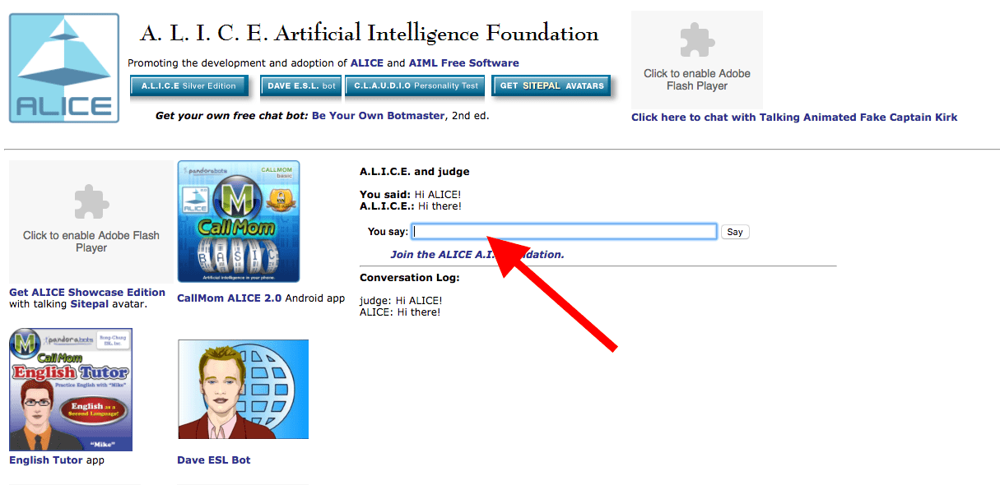 A. L. I. C. E. Artificial Intelligence Foundation
Promoting the development and adoption of ALICE and AIML Free Software
A.L.I.C.E Silver Edition
DAVE E.S.L. bot
C.L.A.U.D.I.O Personality Test
GET SITEPAL AVATARS
Get your own free chat bot: Be Your Own Botmaster, 2nd ed.
ALICE
Click to enable Adobe
Flash Player
Click here to chat with Talking Animated Fake Captain Kirk
Click to enable Adobe Flash
Player
Get ALICE Showcase Edition
with talking Sitepal avatar.
pandorabots
CALLMOM
basic
ALICE
M
CallMom
BASIC
Artificial intelligence in your phone.
CallMom ALICE 2.0 Android app
A.L.I.C.E. and judge
You said: Hi ALICE!
A.L.I.C.E.: Hi there!
You say:
Say
Join the ALICE A.I. dation.
Conversation Log:
judge: Hi ALICE!
ALICE: Hi there!
M
pandorabots
Rong-Chang
ESL, Inc.
CallMom
English Tutor
Practice English with "Mike"
English as a
Second Language!
"Mike"
English Tutor app
Dave ESL Bot